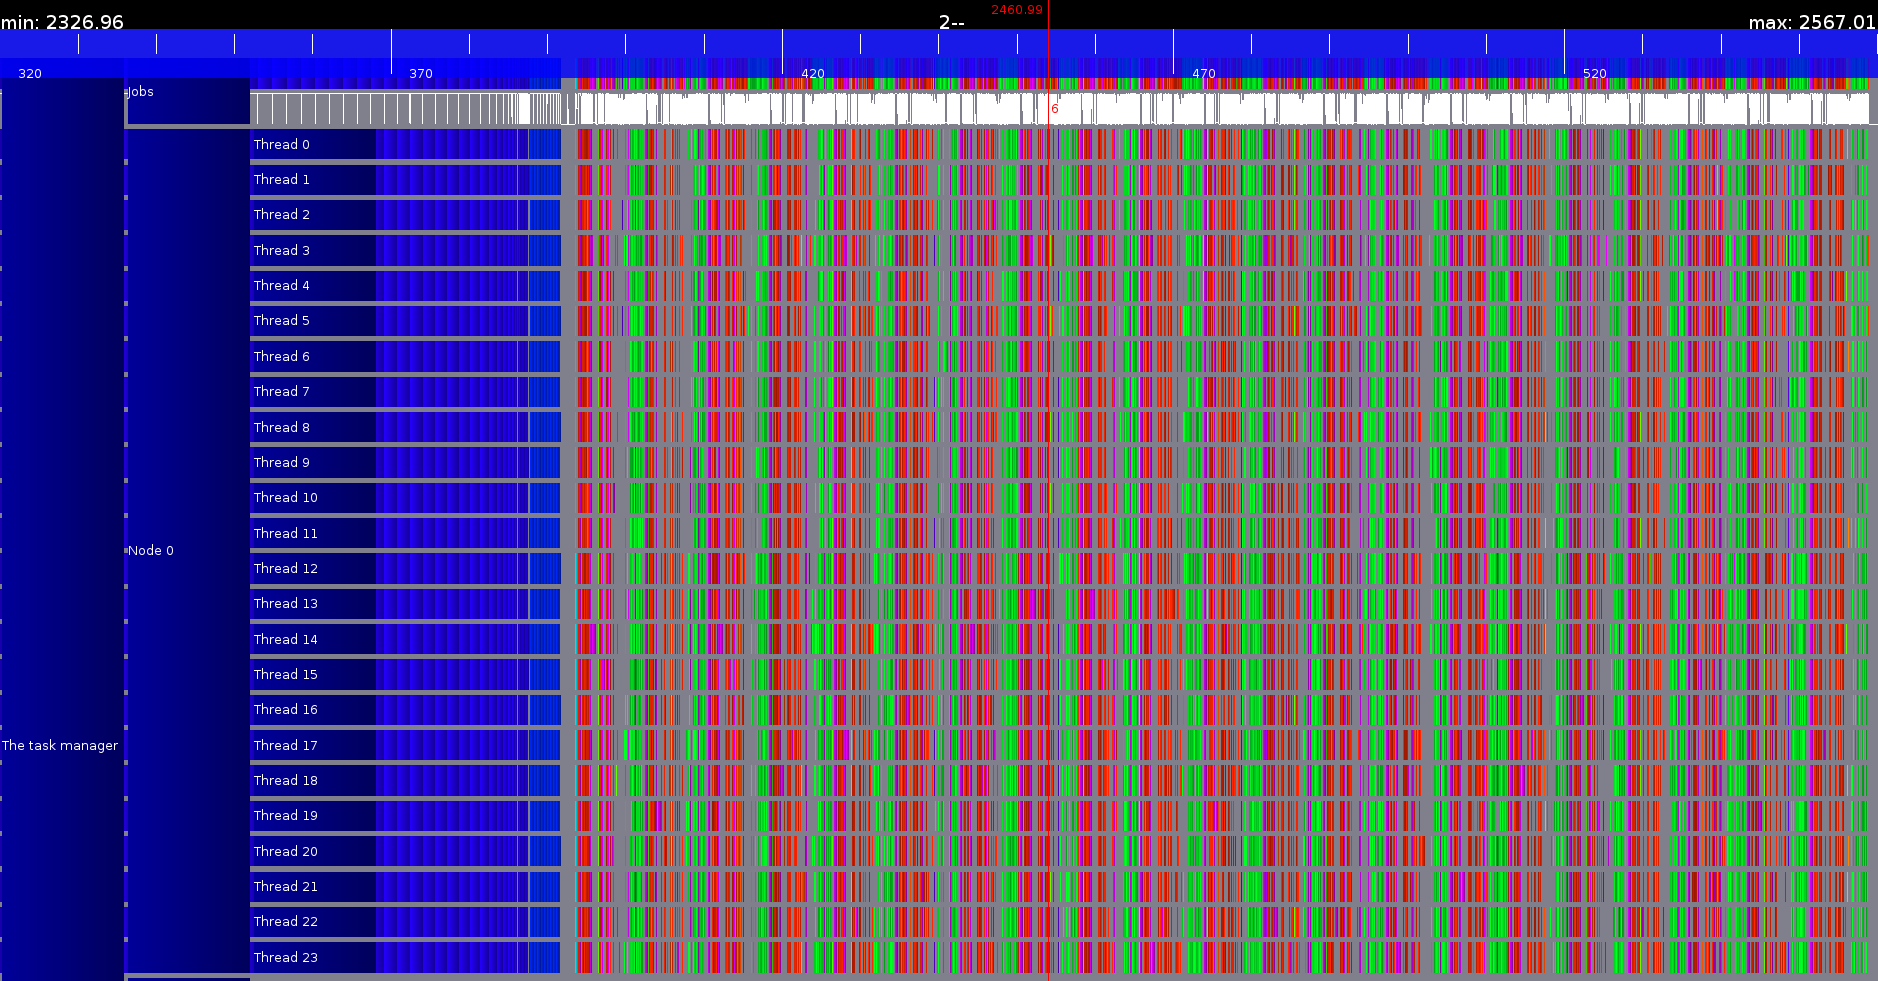 2460.99
min: 2326.96 2-- max: 2567.01
320 370 420 470 520
Jobs
6
Thread 0
Thread 1
Thread 2
Thread 3
Thread 4
Thread 5
Thread 6
Thread 7
Thread 8
Thread 9
Thread 10
Thread 11
Node 0
Thread 12
Thread 13
Thread 14
Thread 15
Thread 16
The task manager
Thread 17
Thread 18
Thread 19
Thread 20
Thread 21
Thread 22
Thread 23